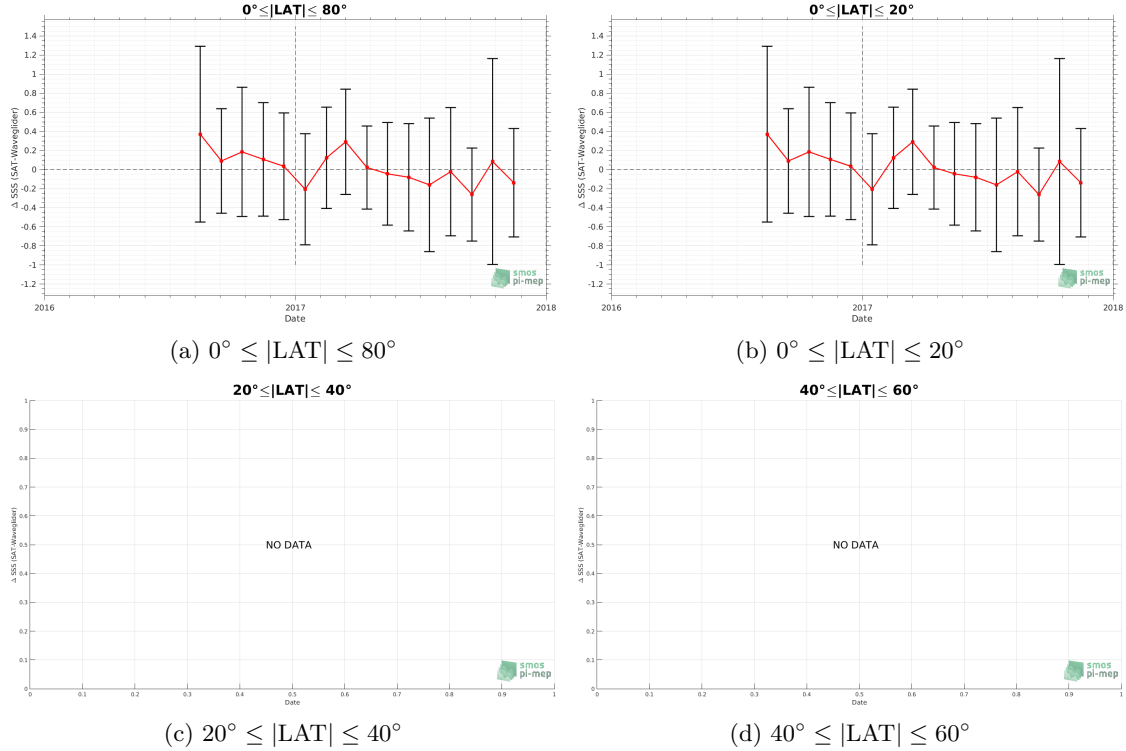 0°≤|LAT|≤ 80°
1.4
1.2
1
0.8
0.6
0.4
0.2
0
-0.2
-0.4
-0.6
-0.8
-1
-1.2
Δ SSS (SAT-Waveglider)
2016
2017
2018
Date
smos
pi-mep
(a) 0° ≤ |LAT| ≤ 80°
0°≤|LAT|≤ 20°
1.4
1.2
1
0.8
0.6
0.4
0.2
0
-0.2
-0.4
-0.6
-0.8
-1
-1.2
Δ SSS (SAT-Waveglider)
2016
2017
2018
Date
smos
pi-mep
(b) 0° ≤ |LAT| ≤ 20°
20°≤|LAT|≤ 40°
1
0.9
0.8
0.7
0.6
0.5
0.4
0.3
0.2
0.1
0
Δ SSS (SAT-Waveglider)
NO DATA
0 0.1 0.2 0.3 0.4 0.5 0.6 0.7 0.8 0.9 1
Date
smos
pi-mep
(c) 20° ≤ |LAT| ≤ 40°
40°≤|LAT|≤ 60°
1
0.9
0.8
0.7
0.6
0.5
0.4
0.3
0.2
0.1
0
Δ SSS (SAT-Waveglider)
NO DATA
0 0.1 0.2 0.3 0.4 0.5 0.6 0.7 0.8 0.9 1
Date
smos
pi-mep
(d) 40° ≤ |LAT| ≤ 60°